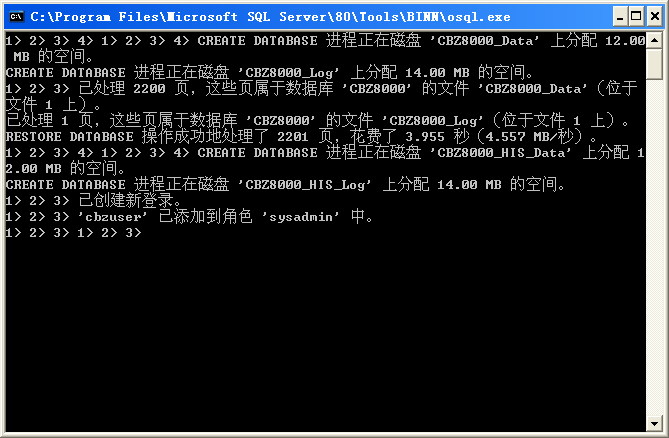 C:\Program Files\Microsoft SQL Server\80\Tools\BINN\osql.exe
1> 2> 3> 4> 1> 2> 3> 4> CREATE DATABASE 进程正在磁盘 'CBZ8000_Data' 上分配 12.00
 MB 的空间。
CREATE DATABASE 进程正在磁盘 'CBZ8000_Log' 上分配 14.00 MB 的空间。
1> 2> 3> 已处理 2200 页，这些页属于数据库 'CBZ8000' 的文件 'CBZ8000_Data'（位于
文件 1 上）。
已处理 1 页，这些页属于数据库 'CBZ8000' 的文件 'CBZ8000_Log'（位于文件 1 上）。
RESTORE DATABASE 操作成功地处理了 2201 页，花费了 3.955 秒（4.557 MB/秒）。
1> 2> 3> 4> 1> 2> 3> 4> CREATE DATABASE 进程正在磁盘 'CBZ8000_HIS_Data' 上分配 1
2.00 MB 的空间。
CREATE DATABASE 进程正在磁盘 'CBZ8000_HIS_Log' 上分配 14.00 MB 的空间。
1> 2> 3> 已创建新登录。
1> 2> 3> 'cbzuser' 已添加到角色 'sysadmin' 中。
1> 2> 3> 1> 2> 3>